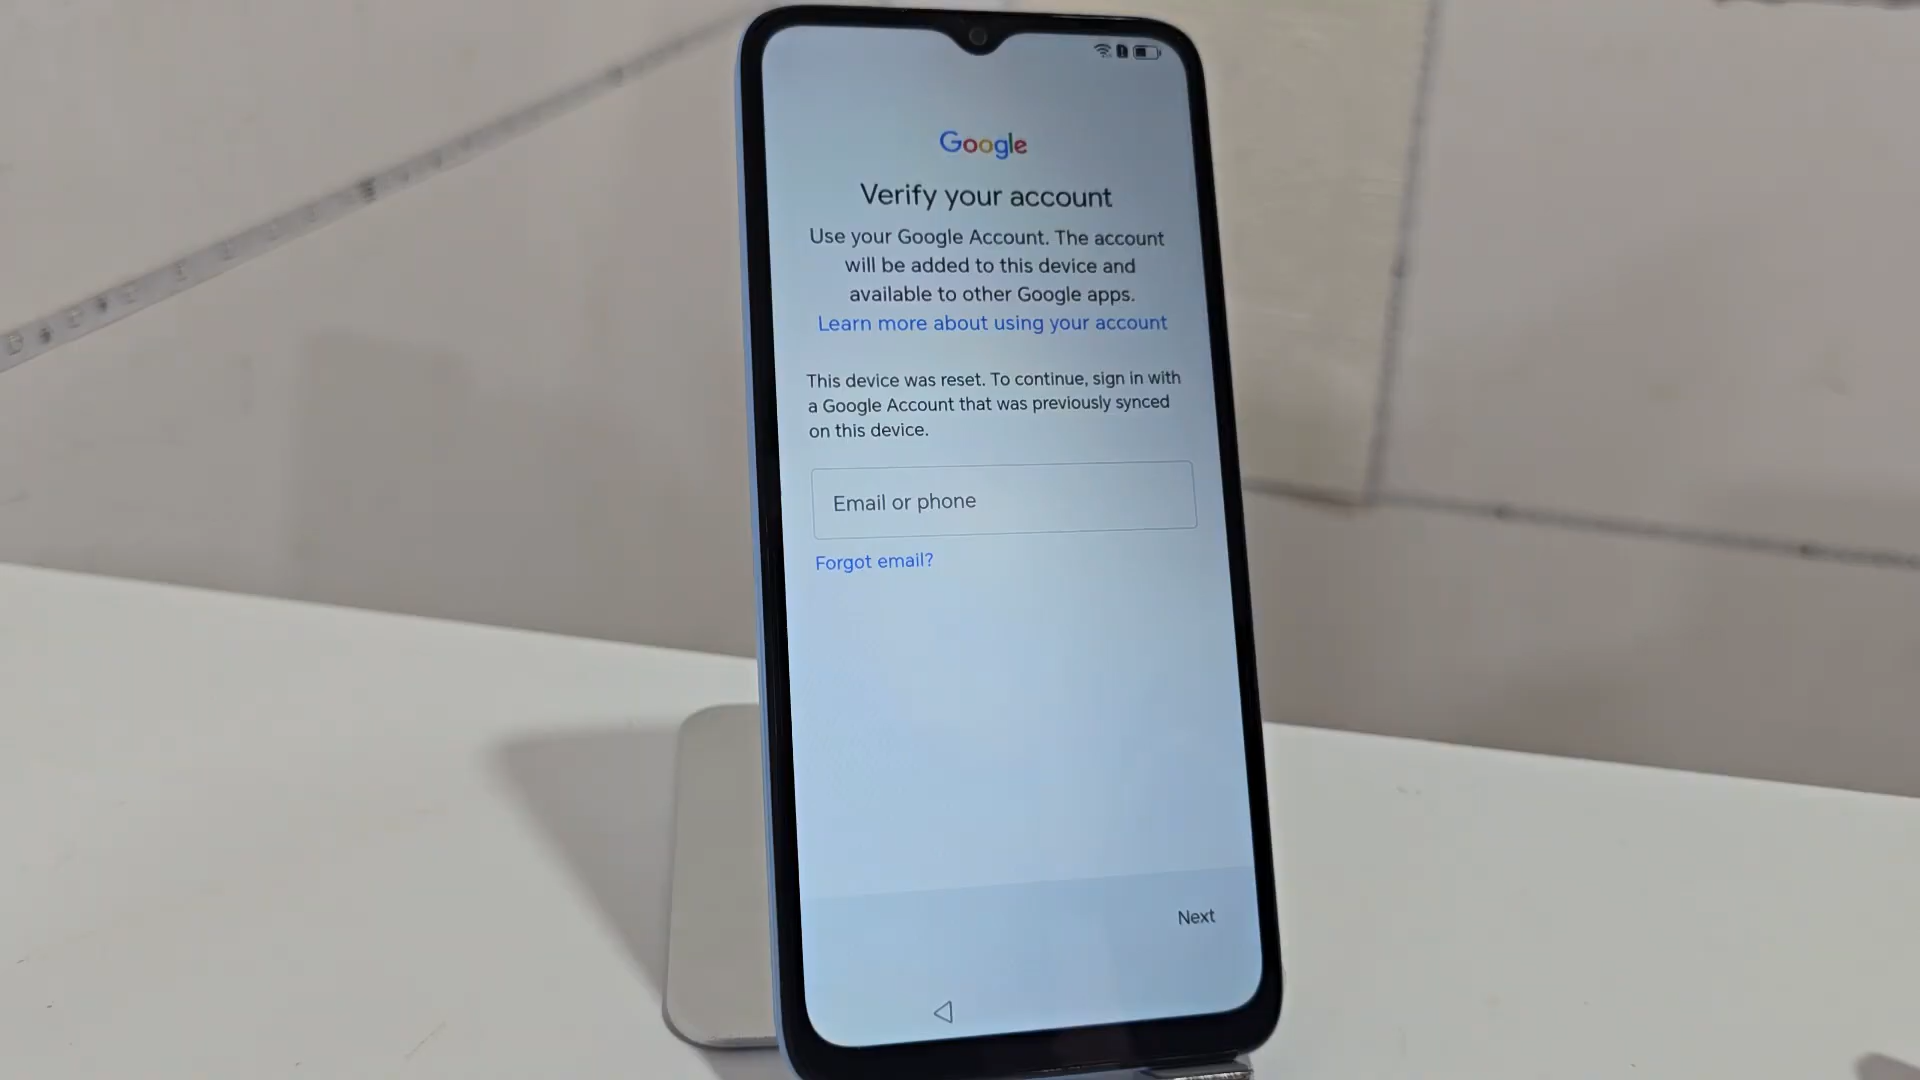 Google
Verify your account
Use your Google Account. The account
will be added to this device and
available to other Google apps.
Learn more about using your account
This device was reset. To continue, sign in with
a Google Account that was previously synced
on this device.
Email or phone
Forgot email?
Next